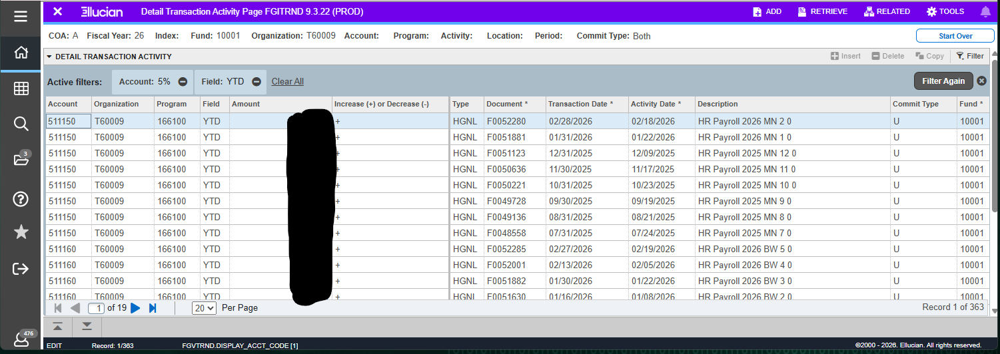 Ellucian Detail Transaction Activity Page FGITRND 9.3.22 (PROD) ADD RETRIEVE RELATED TOOLS
COA: A Fiscal Year: 26 Index: Fund: 10001 Organization: T60009 Account: Program: Activity: Location: Period: Commit Type: Both Start Over
DETAIL TRANSACTION ACTIVITY Insert Delete Copy Filter
Active filters: Account: 5% Field: YTD Clear All Filter Again
Account Organization Program Field Amount Increase (+) or Decrease (-) Type Document * Transaction Date * Activity Date * Description Commit Type Fund *
511150 T60009 166100 YTD + HGNL F0052280 02/28/2026 02/18/2026 HR Payroll 2026 MN 2 0 U 10001
511150 T60009 166100 YTD + HGNL F0051881 01/31/2026 01/22/2026 HR Payroll 2026 MN 1 0 U 10001
511150 T60009 166100 YTD + HGNL F0051123 12/31/2025 12/09/2025 HR Payroll 2025 MN 12 0 U 10001
511150 T60009 166100 YTD + HGNL F0050636 11/30/2025 11/17/2025 HR Payroll 2025 MN 11 0 U 10001
511150 T60009 166100 YTD + HGNL F0050221 10/31/2025 10/23/2025 HR Payroll 2025 MN 10 0 U 10001
511150 T60009 166100 YTD + HGNL F0049728 09/30/2025 09/19/2025 HR Payroll 2025 MN 9 0 U 10001
511150 T60009 166100 YTD + HGNL F0049136 08/31/2025 08/21/2025 HR Payroll 2025 MN 8 0 U 10001
511150 T60009 166100 YTD + HGNL F0048558 07/31/2025 07/24/2025 HR Payroll 2025 MN 7 0 U 10001
511160 T60009 166100 YTD + HGNL F0052285 02/27/2026 02/19/2026 HR Payroll 2026 BW 5 0 U 10001
511160 T60009 166100 YTD + HGNL F0052001 02/13/2026 02/05/2026 HR Payroll 2026 BW 4 0 U 10001
511160 T60009 166100 YTD + HGNL F0051882 01/30/2026 01/22/2026 HR Payroll 2026 BW 3 0 U 10001
511160 T60009 166100 YTD + HGNL F0051630 01/16/2026 01/08/2026 HR Payroll 2026 BW 2 0 U 10001
3
1 of 19 20 Per Page Record 1 of 363
476
EDIT Record: 1/363 FGVTRND.DISPLAY_ACCT_CODE [1] ©2000 - 2026. Ellucian. All rights reserved.